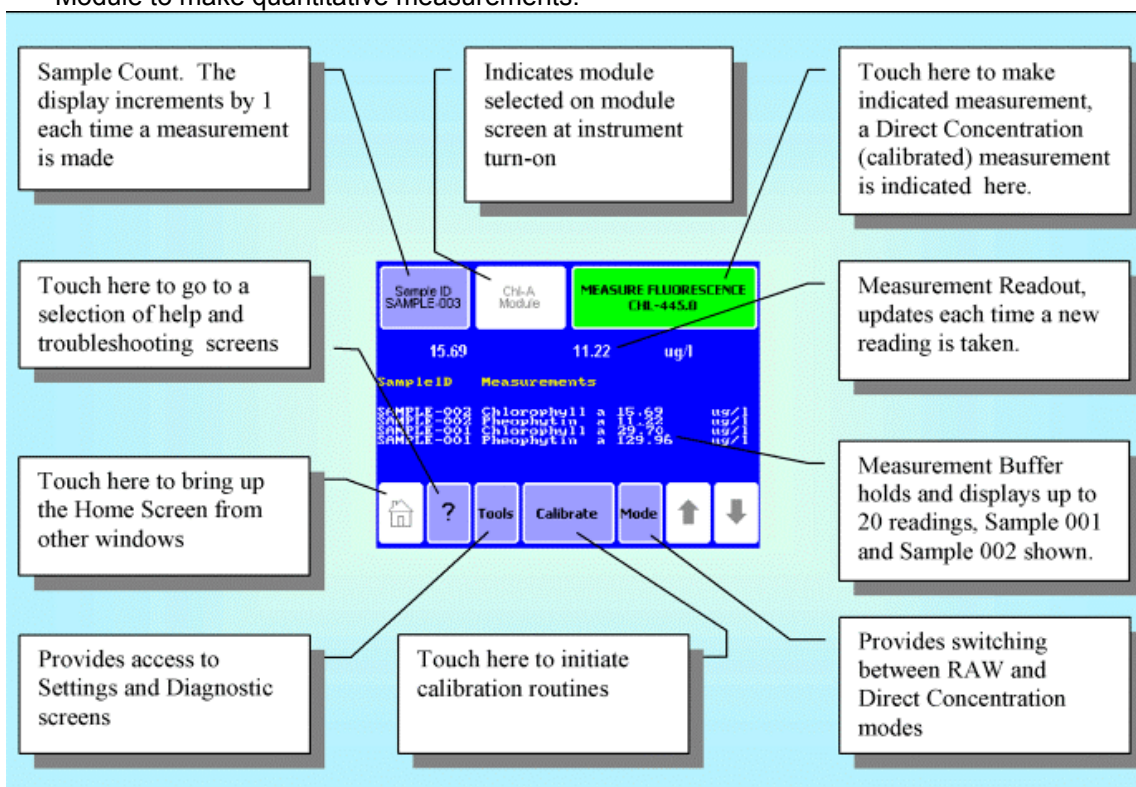 Module to make quantitative measurements.
Sample Count. The
display increments by 1
each time a measurement
is made
Indicates module
selected on module
screen at instrument
turn-on
Touch here to make
indicated measurement,
a Direct Concentration
(calibrated) measurement
is indicated here.
Touch here to go to a
selection of help and
troubleshooting screens
Sample ID
SAMPLE-003
Chl-A
Module
MEASURE FLUORESCENCE
CHL-445.0
15.69 11.22 ug/l
SampleID Measurements
SAMPLE-002 Chlorophyll a 15.69 ug/l
SAMPLE-002 Pheophytin a 11.22 ug/l
SAMPLE-001 Chlorophyll a 29.70 ug/l
SAMPLE-001 Pheophytin a 129.96 ug/l
Measurement Readout,
updates each time a new
reading is taken.
Touch here to bring up
the Home Screen from
other windows
? Tools Calibrate Mode
Measurement Buffer
holds and displays up to
20 readings, Sample 001
and Sample 002 shown.
Provides access to
Settings and Diagnostic
screens
Touch here to initiate
calibration routines
Provides switching
between RAW and
Direct Concentration
modes